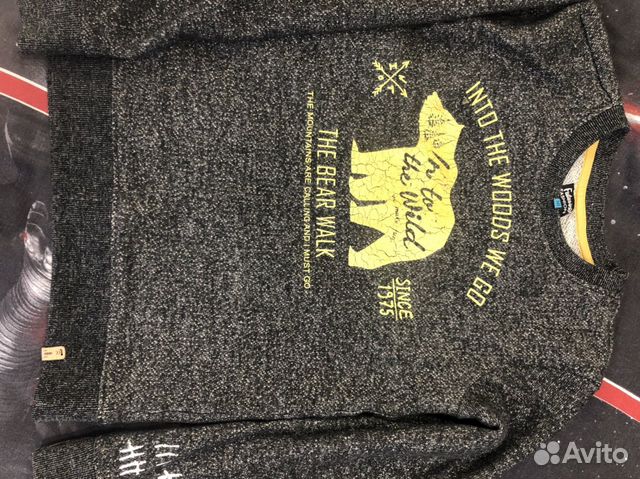 INTO THE WOODS WE GO
In to
the Wild
SINCE
1975
THE BEAR WALK
THE MOUNTAINS ARE CALLING AND I MUST GO
Avito